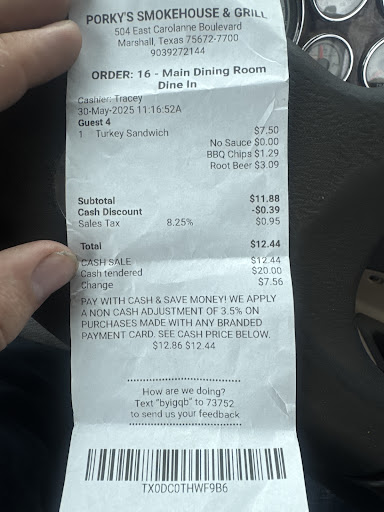 PORKY'S SMOKEHOUSE & GRILL
504 East Carolanne Boulevard
Marshall, Texas 75672-7700
9039272144
ORDER: 16 - Main Dining Room
Dine In
Cashier: Tracey
30-May-2025 11:16:52A
Guest 4
1 Turkey Sandwich $7.50
No Sauce $0.00
BBQ Chips $1.29
Root Beer $3.09
Subtotal $11.88
Cash Discount -$0.39
Sales Tax 8.25% $0.95
Total $12.44
CASH SALE $12.44
Cash tendered $20.00
Change $7.56
PAY WITH CASH & SAVE MONEY! WE APPLY
A NON CASH ADJUSTMENT OF 3.5% ON
PURCHASES MADE WITH ANY BRANDED
PAYMENT CARD. SEE CASH PRICE BELOW.
$12.86 $12.44
How are we doing?
Text "byigqb" to 73752
to send us your feedback
TX0DC0THWF9B6